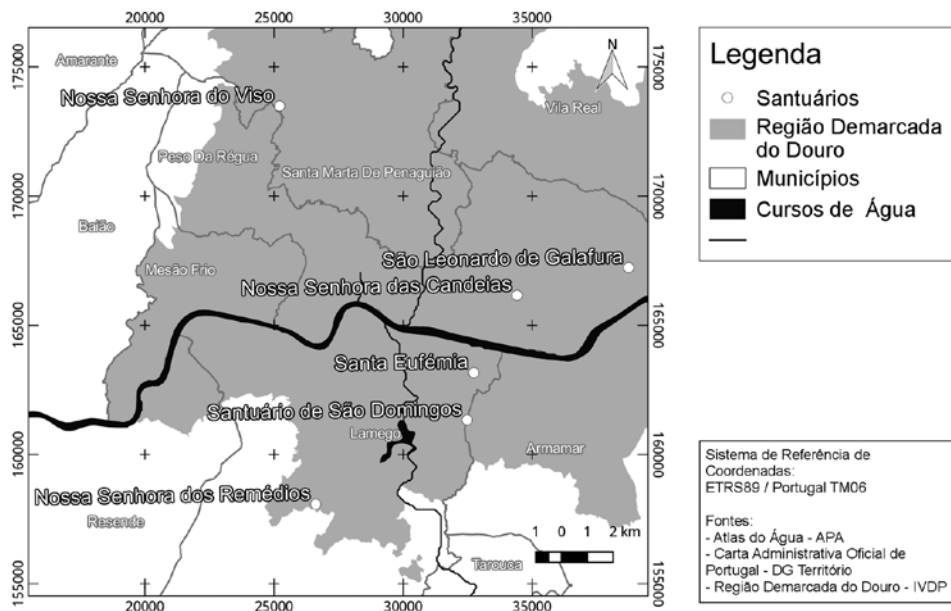 20000 25000 30000 35000
175000 175000
170000 170000
165000 165000
160000 160000
155000 155000
N
Amarante
Nossa Senhora do Viso
Vila Real
Peso Da Régua
Santa Marta De Penaguião
Baião
São Leonardo de Galafura
Mesão Frio
Nossa Senhora das Candeias
Santa Eufémia
Santuário de São Domingos
Lamego
Armamar
Nossa Senhora dos Remédios
Resende
1 0 1 2 km
Tarouca
20000 25000 30000 35000
Legenda
Santuários
Região Demarcada
do Douro
Municípios
Cursos de Água
Sistema de Referência de
Coordenadas:
ETRS89 / Portugal TM06
Fontes:
- Atlas do Água - APA
- Carta Administrativa Oficial de
Portugal - DG Território
- Região Demarcada do Douro - IVDP